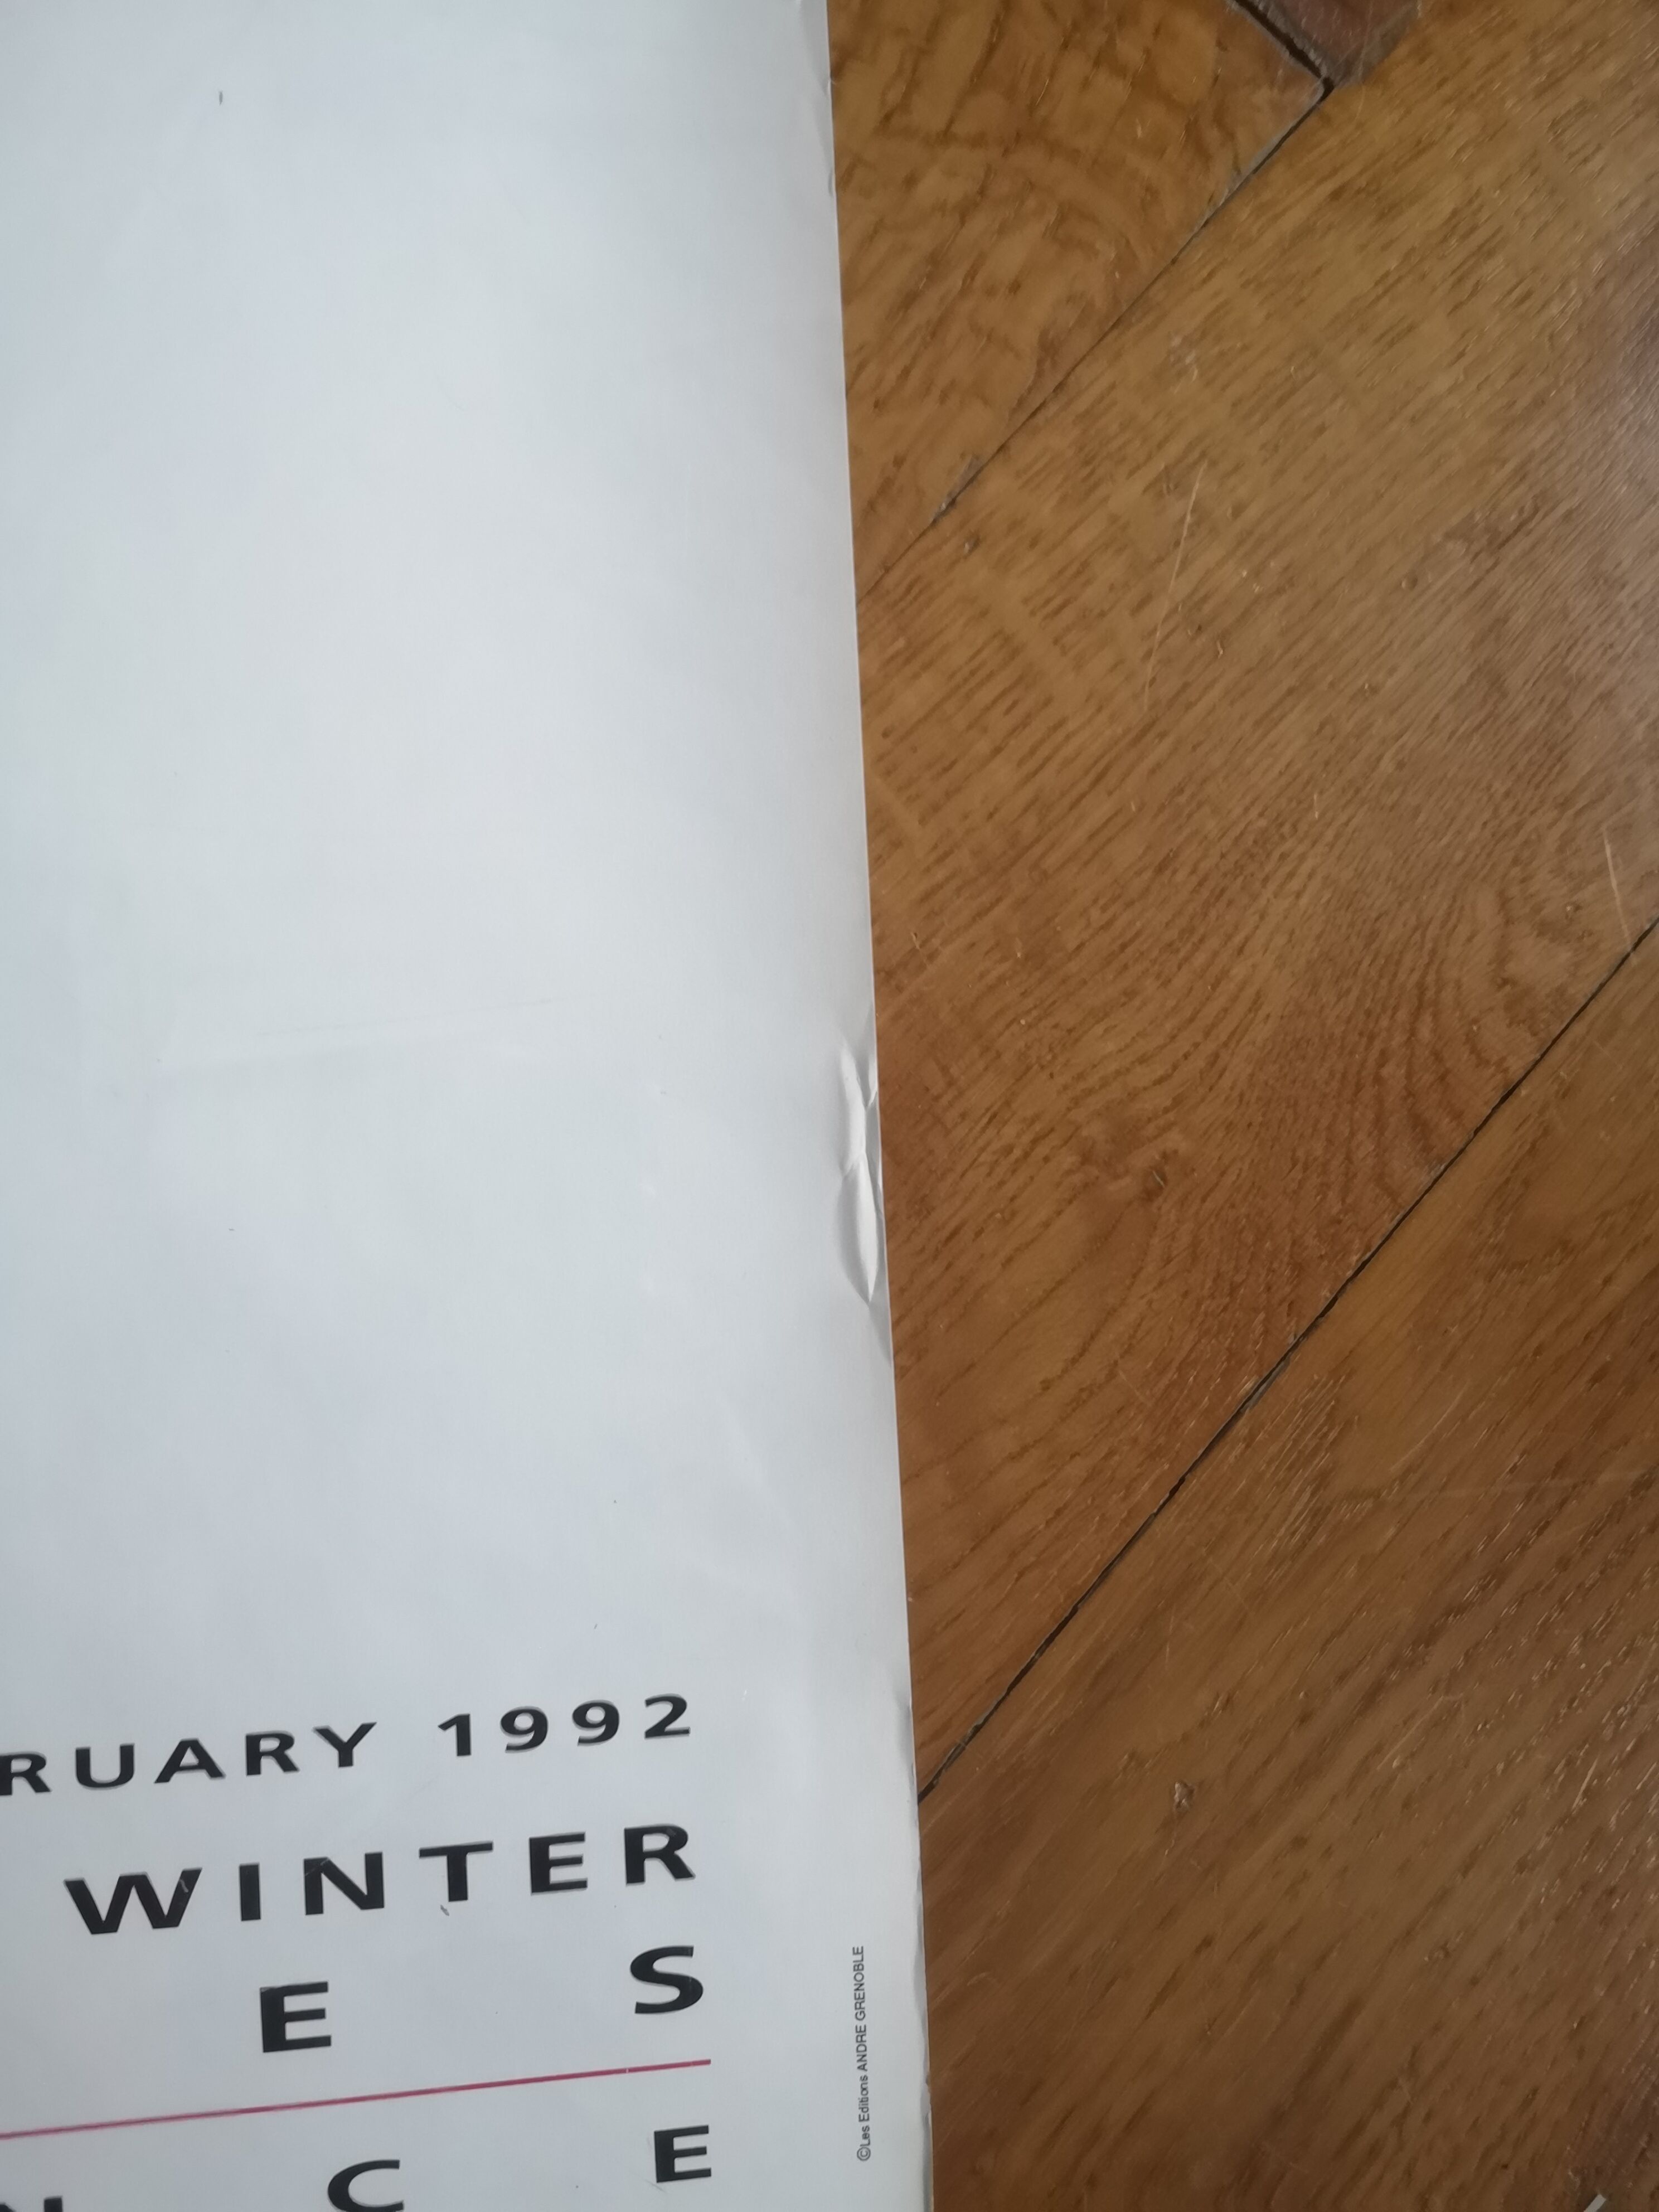 RUARY 1992
WINTER
E S
N C E
©Les Editions ANDRE GRENOBLE